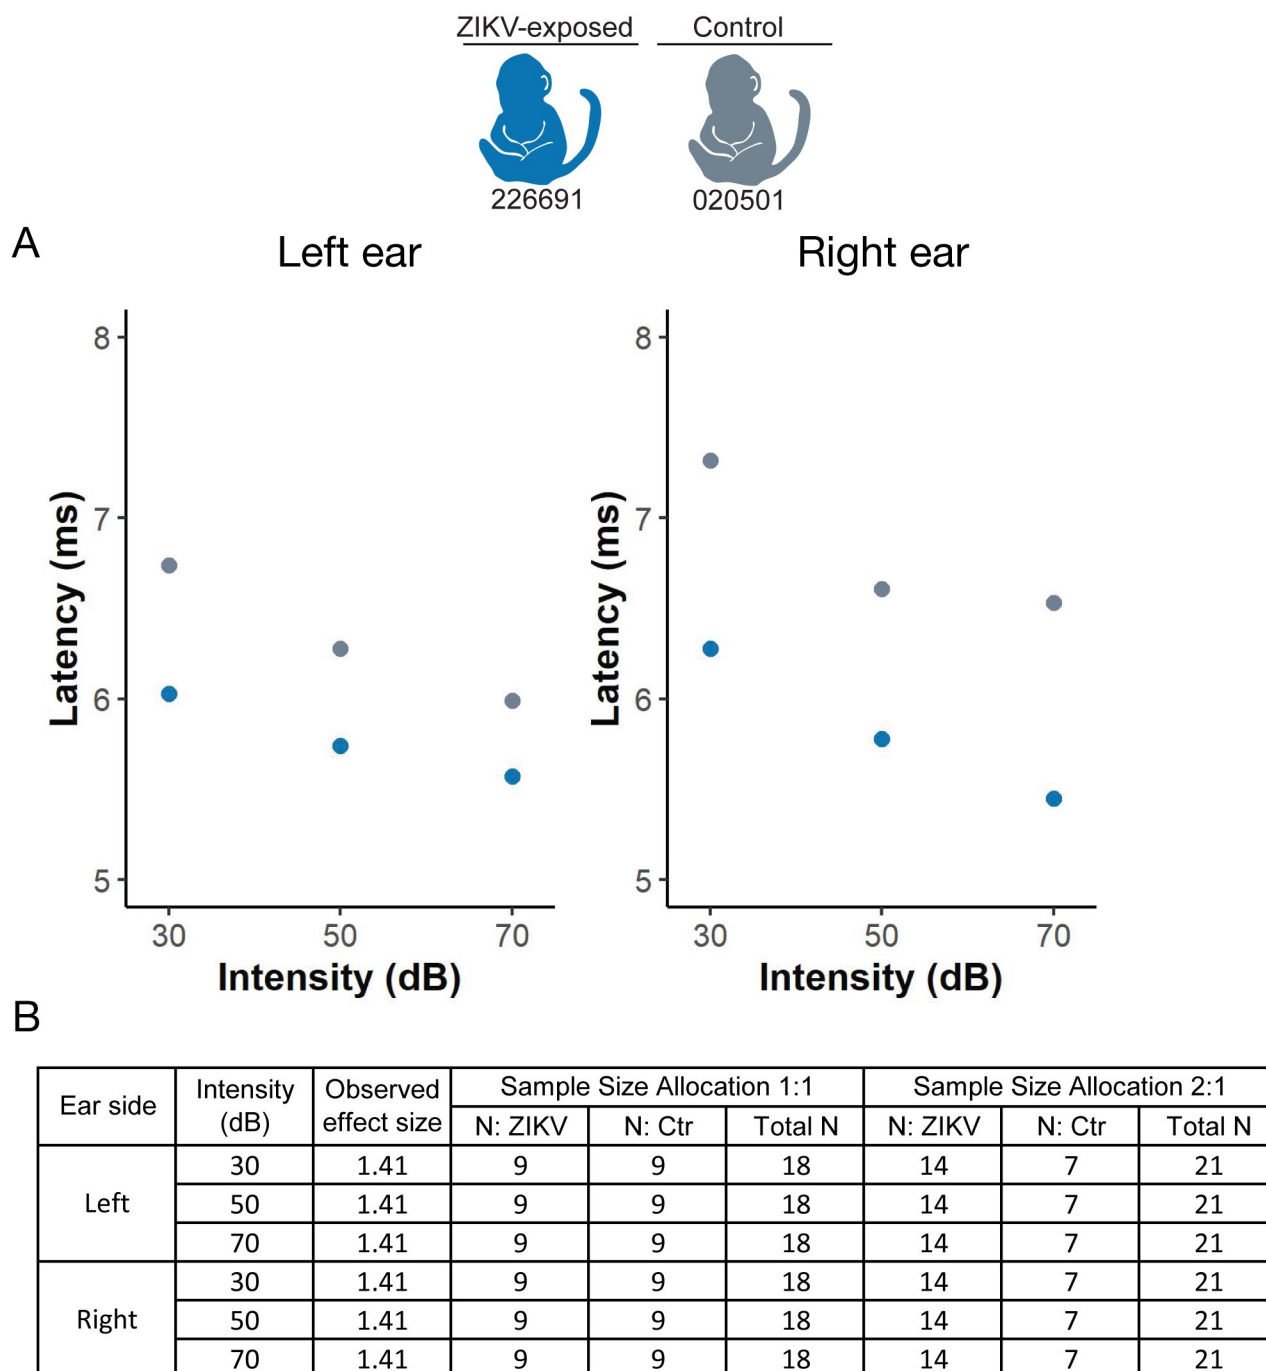 ZIKV-exposed Control
226691 020501
A Left ear Right ear
8 8
7 7
6 6
5 5
Latency (ms) Latency (ms)
30 50 70 30 50 70
Intensity (dB) Intensity (dB)
B
Ear side Intensity (dB) Observed effect size Sample Size Allocation 1:1 Sample Size Allocation 2:1
N: ZIKV N: Ctr Total N N: ZIKV N: Ctr Total N
Left 30 1.41 9 9 18 14 7 21
50 1.41 9 9 18 14 7 21
70 1.41 9 9 18 14 7 21
Right 30 1.41 9 9 18 14 7 21
50 1.41 9 9 18 14 7 21
70 1.41 9 9 18 14 7 21